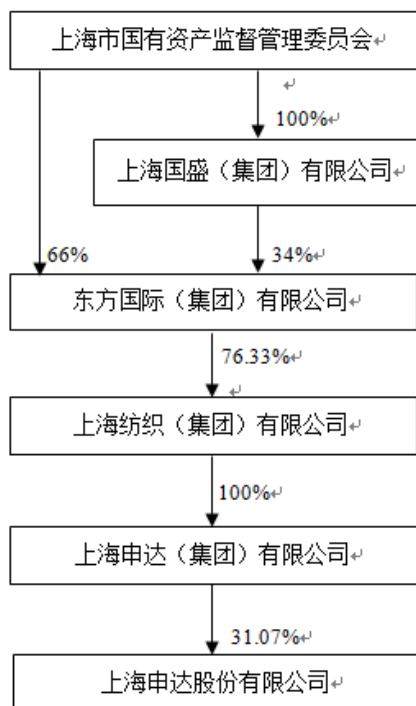 上海市国有资产监督管理委员会
100%
上海国盛（集团）有限公司
66%
34%
东方国际（集团）有限公司
76.33%
上海纺织（集团）有限公司
100%
上海申达（集团）有限公司
31.07%
上海申达股份有限公司